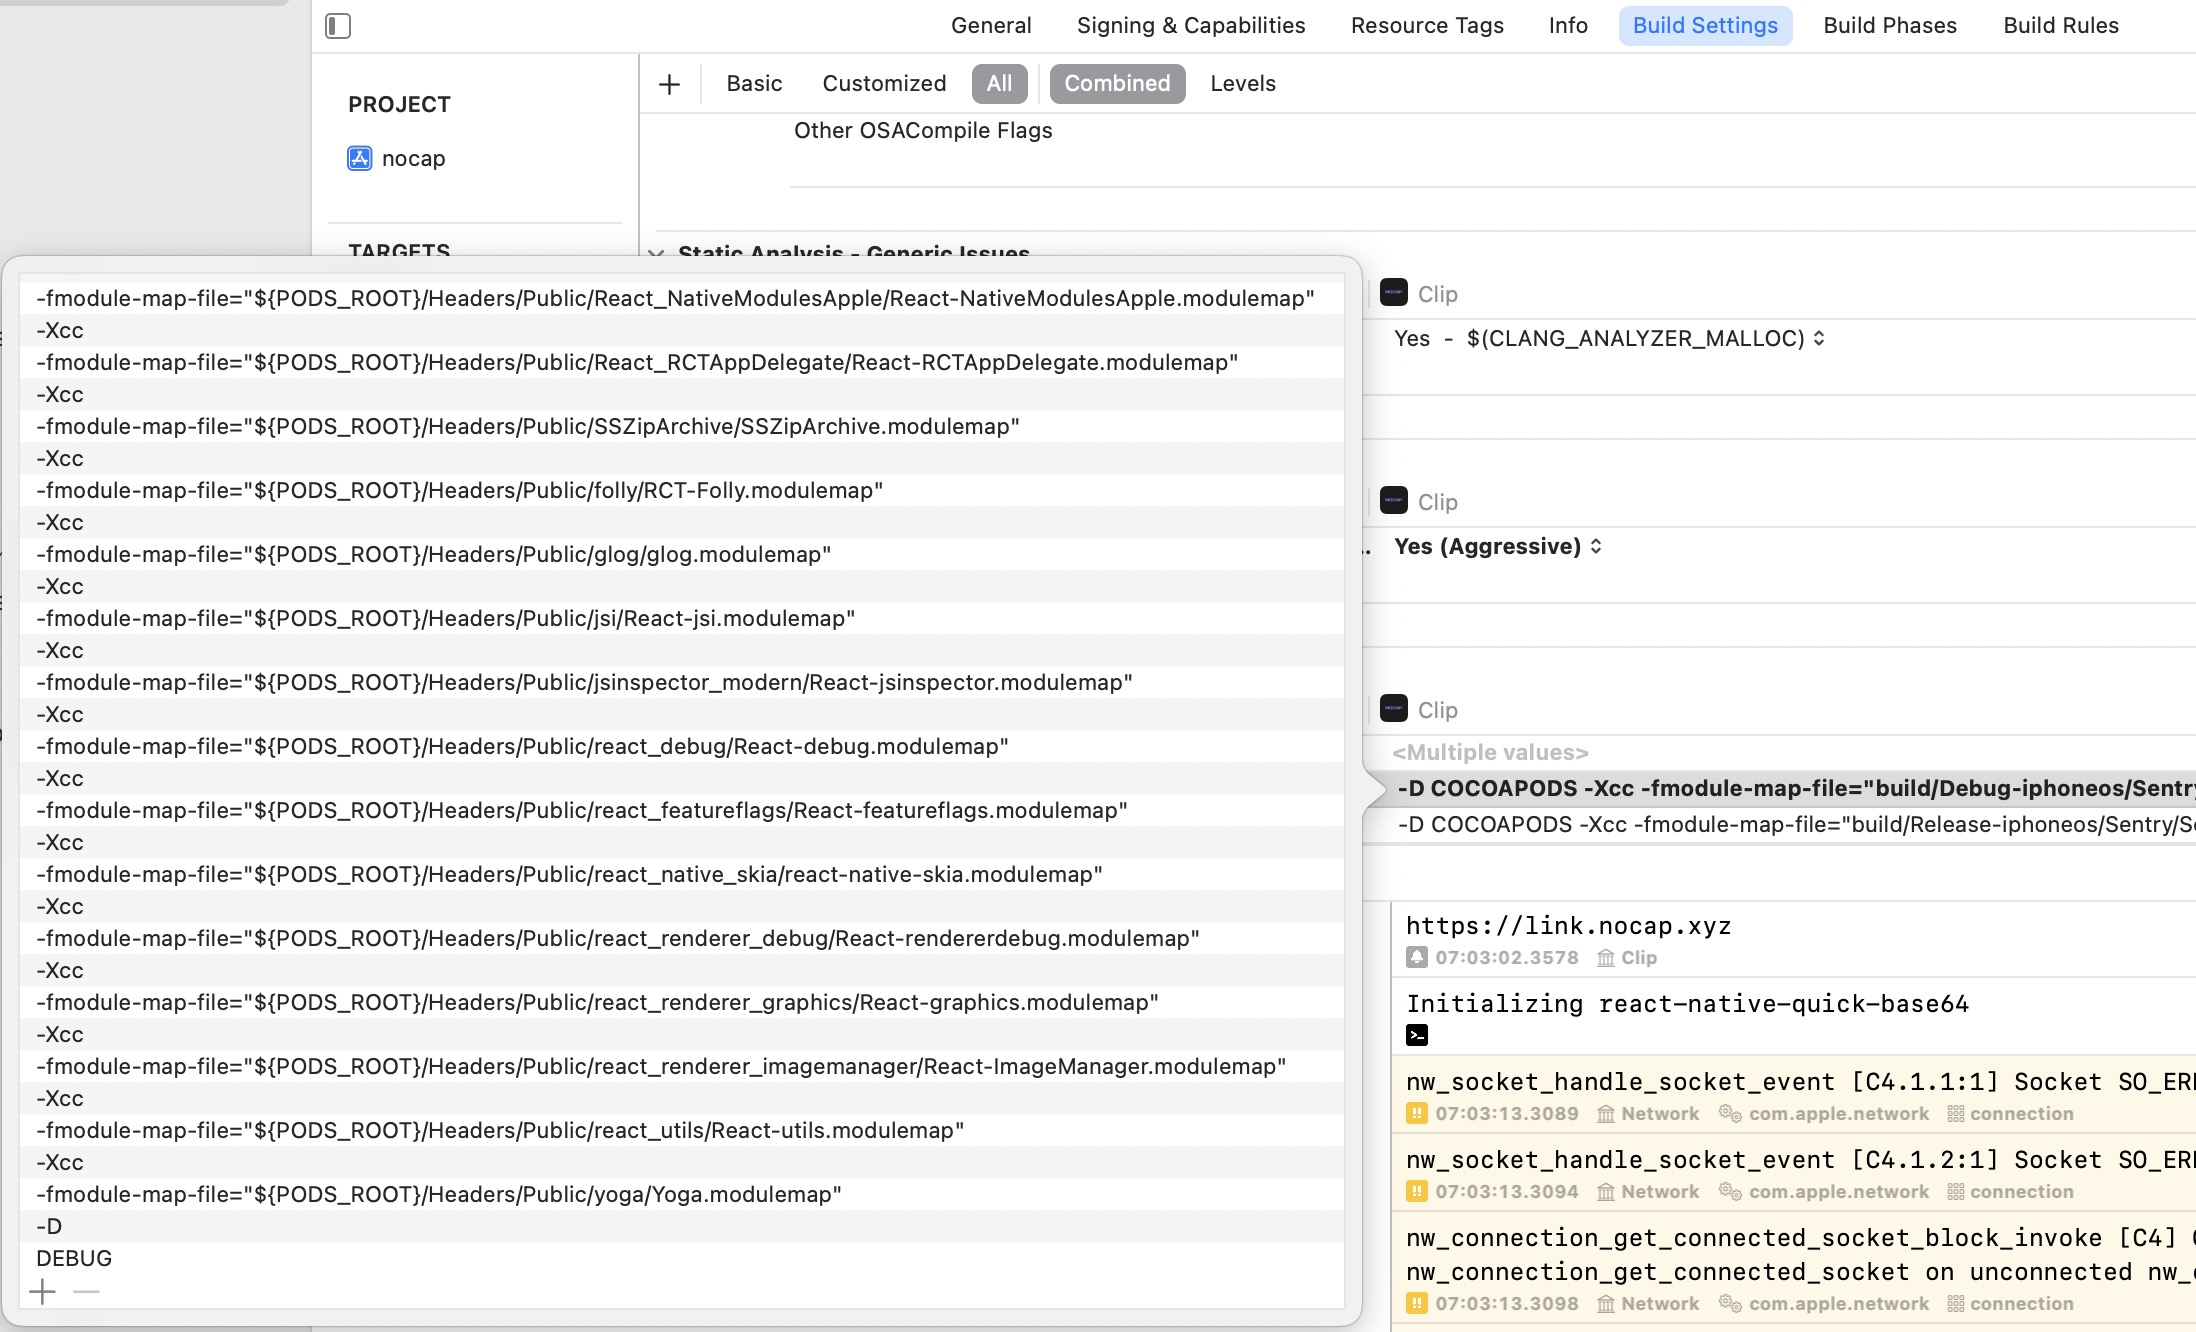 General Signing & Capabilities Resource Tags Info Build Settings Build Phases Build Rules
PROJECT
nocap
TARGETS
Basic Customized All Combined Levels
Other OSACompile Flags
Static Analysis - Generic Issues
-fmodule-map-file="${PODS_ROOT}/Headers/Public/React_NativeModulesApple/React-NativeModulesApple.modulemap"
-Xcc
-fmodule-map-file="${PODS_ROOT}/Headers/Public/React_RCTAppDelegate/React-RCTAppDelegate.modulemap"
-Xcc
-fmodule-map-file="${PODS_ROOT}/Headers/Public/SSZipArchive/SSZipArchive.modulemap"
-Xcc
-fmodule-map-file="${PODS_ROOT}/Headers/Public/folly/RCT-Folly.modulemap"
-Xcc
-fmodule-map-file="${PODS_ROOT}/Headers/Public/glog/glog.modulemap"
-Xcc
-fmodule-map-file="${PODS_ROOT}/Headers/Public/jsi/React-jsi.modulemap"
-Xcc
-fmodule-map-file="${PODS_ROOT}/Headers/Public/jsinspector_modern/React-jsinspector.modulemap"
-Xcc
-fmodule-map-file="${PODS_ROOT}/Headers/Public/react_debug/React-debug.modulemap"
-Xcc
-fmodule-map-file="${PODS_ROOT}/Headers/Public/react_featureflags/React-featureflags.modulemap"
-Xcc
-fmodule-map-file="${PODS_ROOT}/Headers/Public/react_native_skia/react-native-skia.modulemap"
-Xcc
-fmodule-map-file="${PODS_ROOT}/Headers/Public/react_renderer_debug/React-rendererdebug.modulemap"
-Xcc
-fmodule-map-file="${PODS_ROOT}/Headers/Public/react_renderer_graphics/React-graphics.modulemap"
-Xcc
-fmodule-map-file="${PODS_ROOT}/Headers/Public/react_renderer_imagemanager/React-ImageManager.modulemap"
-Xcc
-fmodule-map-file="${PODS_ROOT}/Headers/Public/react_utils/React-utils.modulemap"
-Xcc
-fmodule-map-file="${PODS_ROOT}/Headers/Public/yoga/Yoga.modulemap"
-D
DEBUG
Clip
Yes - $(CLANG_ANALYZER_MALLOC)
Clip
Yes (Aggressive)
Clip
<Multiple values>
-D COCOAPODS -Xcc -fmodule-map-file="build/Debug-iphoneos/Sentry
-D COCOAPODS -Xcc -fmodule-map-file="build/Release-iphoneos/Sentry/S
https://link.nocap.xyz
07:03:02.3578 Clip
Initializing react-native-quick-base64
nw_socket_handle_socket_event [C4.1.1:1] Socket SO_ER
07:03:13.3089 Network com.apple.network connection
nw_socket_handle_socket_event [C4.1.2:1] Socket SO_ER
07:03:13.3094 Network com.apple.network connection
nw_connection_get_connected_socket_block_invoke [C4]
nw_connection_get_connected_socket on unconnected nw_
07:03:13.3098 Network com.apple.network connection